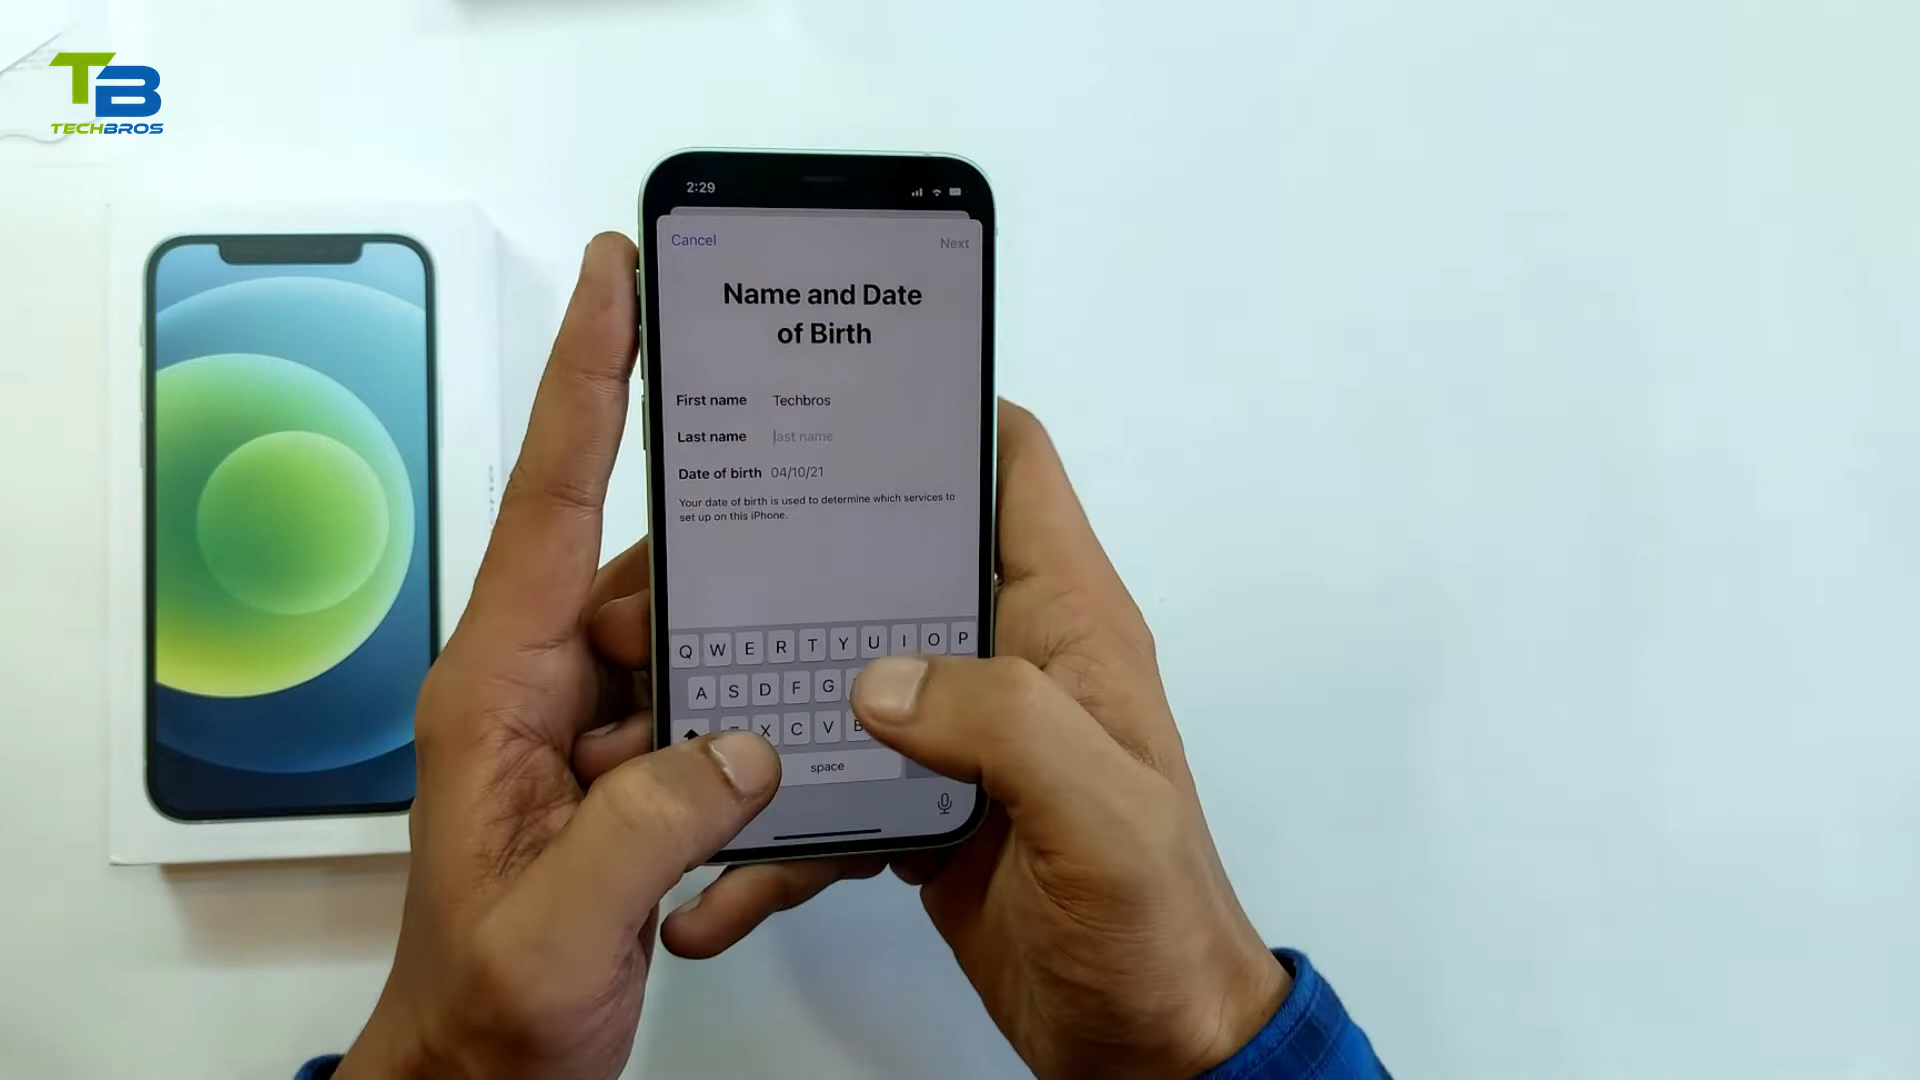 TB
TECHBROS
2:29
Cancel
Next
Name and Date
of Birth
First name Techbros
Last name last name
Date of birth 04/10/21
Your date of birth is used to determine which services to
set up on this iPhone.
Q W E R T Y U I O P
A S D F G
X C V B
space